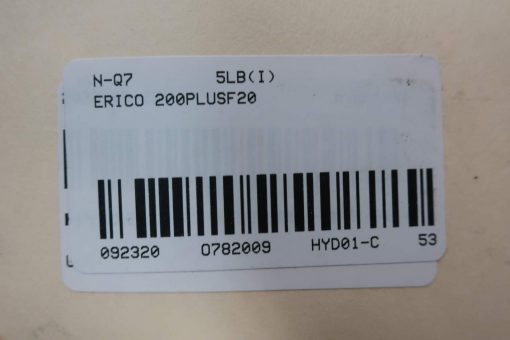 N-Q7 5LB(I)
ERICO 200PLUSF20
092320 0782009 HYD01-C 53